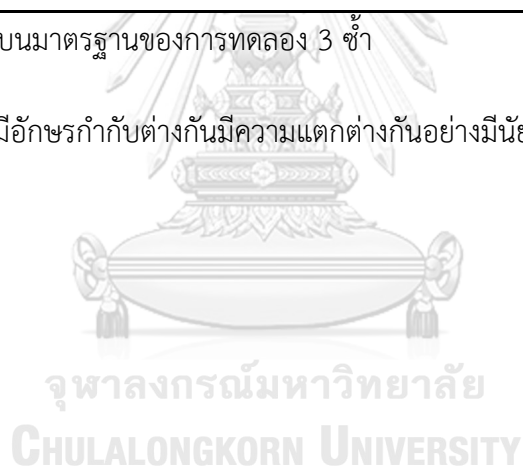 บนมาตรฐานของการทดลอง 3 ซ้ำ
มีอักษรกำกับต่างกันมีความแตกต่างกันอย่างมีนัย
จุฬาลงกรณ์มหาวิทยาลัย
CHULALONGKORN UNIVERSITY